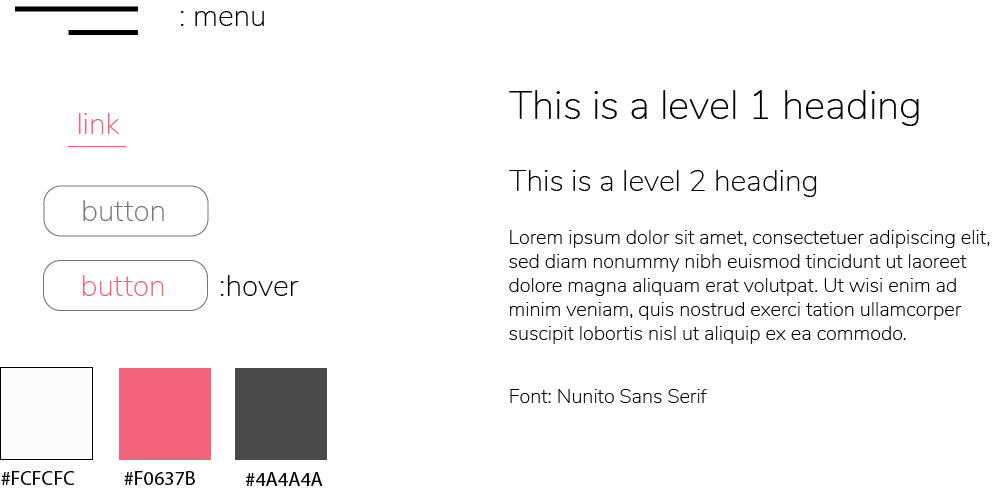 : menu
link
button
button :hover
#FCFCFC #F0637B #4A4A4A
This is a level 1 heading
This is a level 2 heading
Lorem ipsum dolor sit amet, consectetuer adipiscing elit,
sed diam nonummy nibh euismod tincidunt ut laoreet
dolore magna aliquam erat volutpat. Ut wisi enim ad
minim veniam, quis nostrud exerci tation ullamcorper
suscipit lobortis nisl ut aliquip ex ea commodo.
Font: Nunito Sans Serif